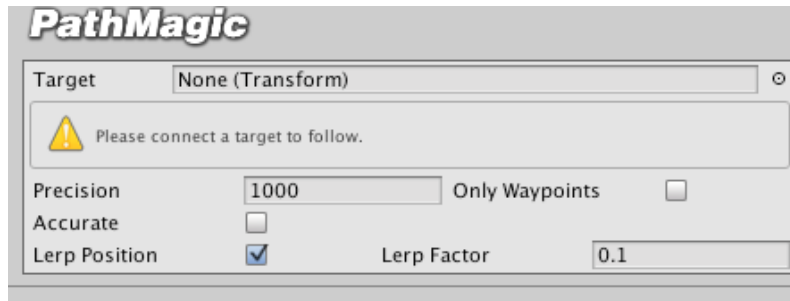 PathMagic
Target None (Transform)
Please connect a target to follow.
Precision 1000 Only Waypoints
Accurate
Lerp Position Lerp Factor 0.1